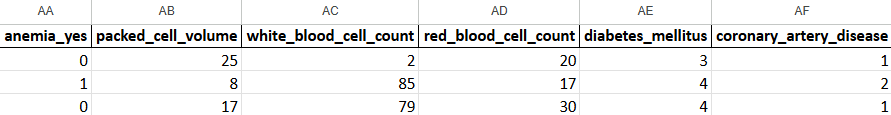 AA AB AC AD AE AF
anemia_yes packed_cell_volume white_blood_cell_count red_blood_cell_count diabetes_mellitus coronary_artery_disease
0 25 2 20 3 1
1 8 85 17 4 2
0 17 79 30 4 1